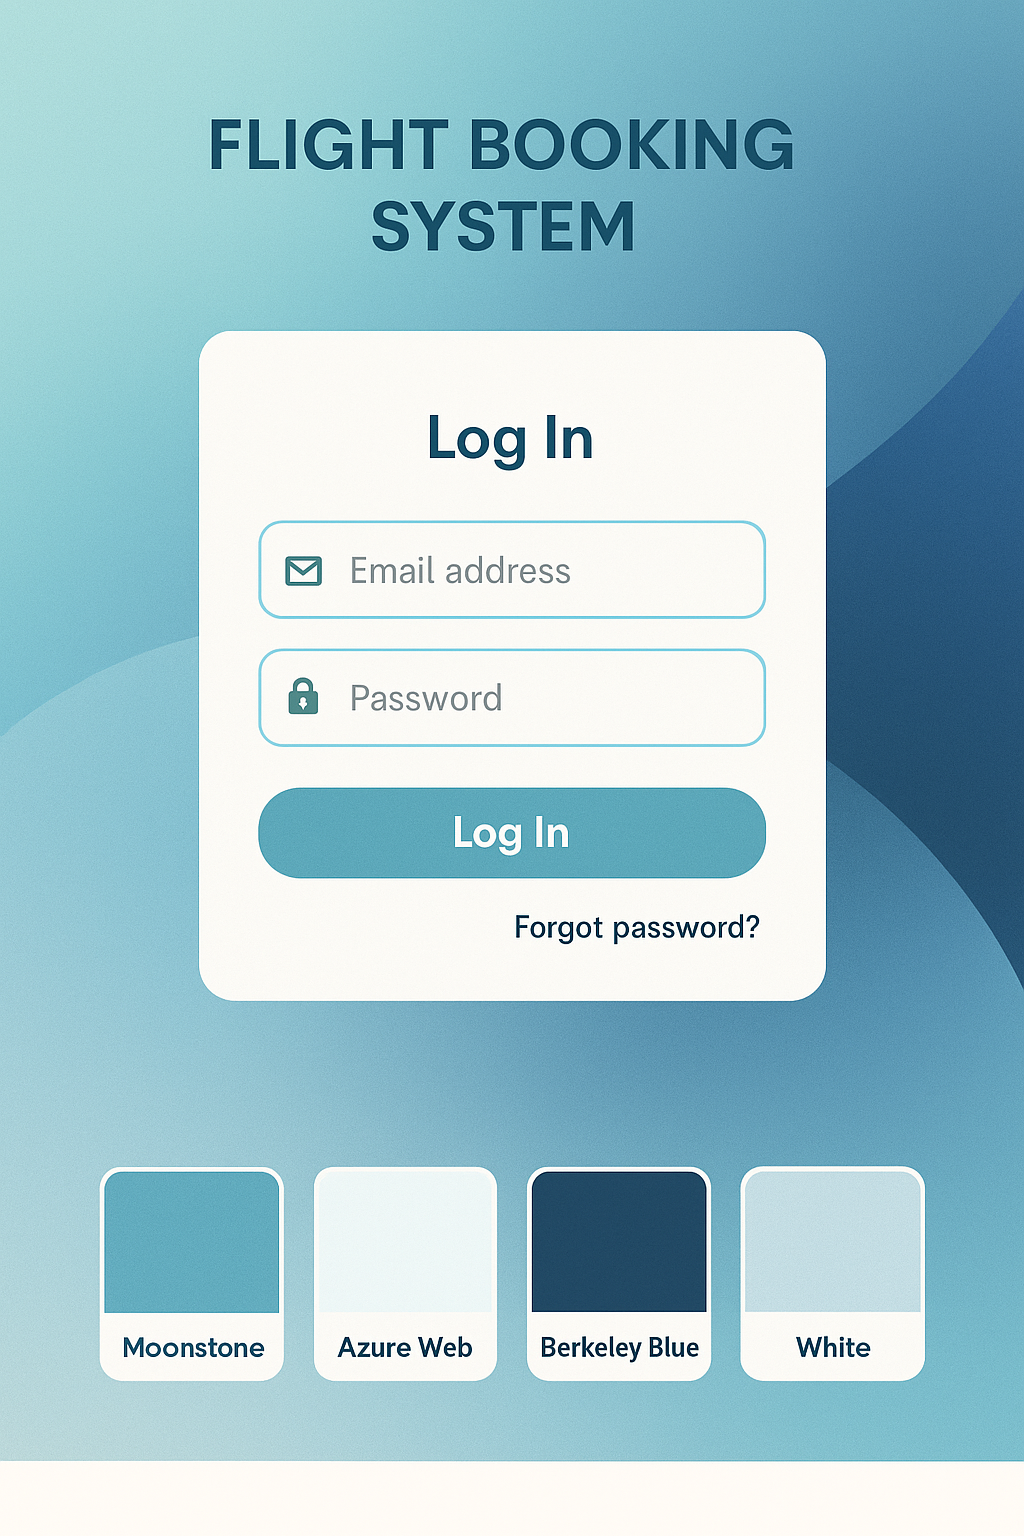 FLIGHT BOOKING
SYSTEM
Log In
Email address
Password
Log In
Forgot password?
Moonstone
Azure Web
Berkeley Blue
White